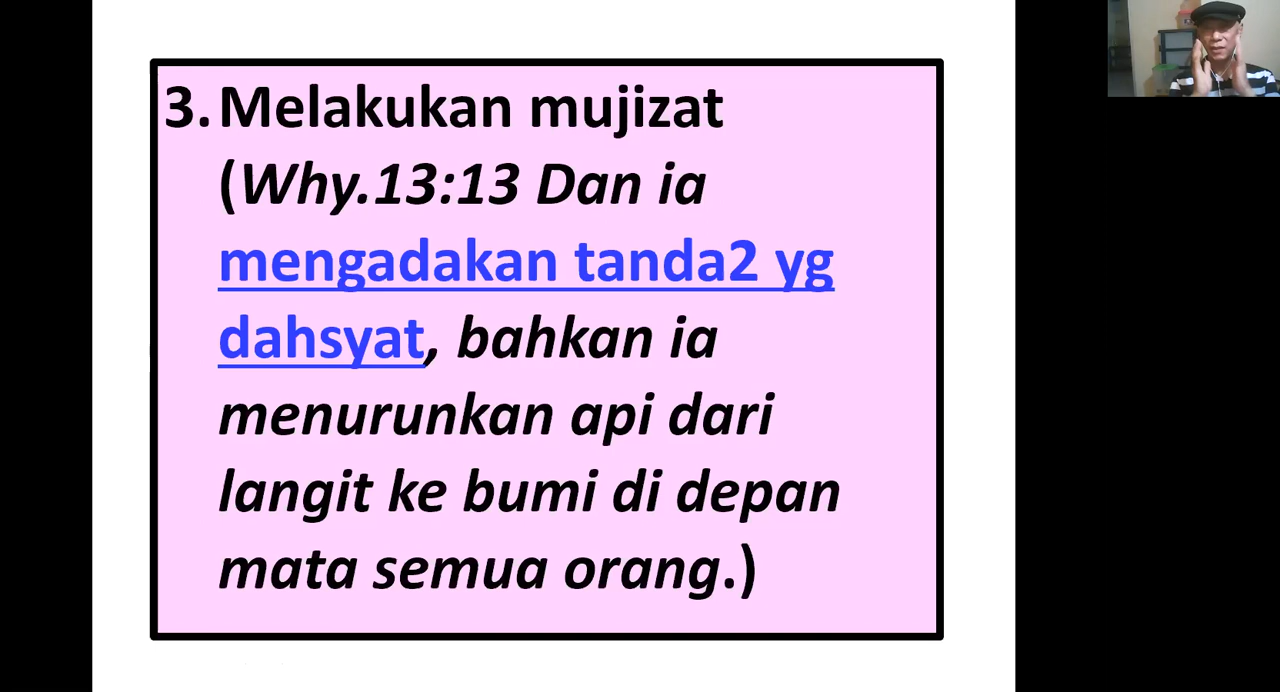 3. Melakukan mujizat
(Why.13:13 Dan ia
mengadakan tanda2 yg
dahsyat, bahkan ia
menurunkan api dari
langit ke bumi di depan
mata semua orang.)